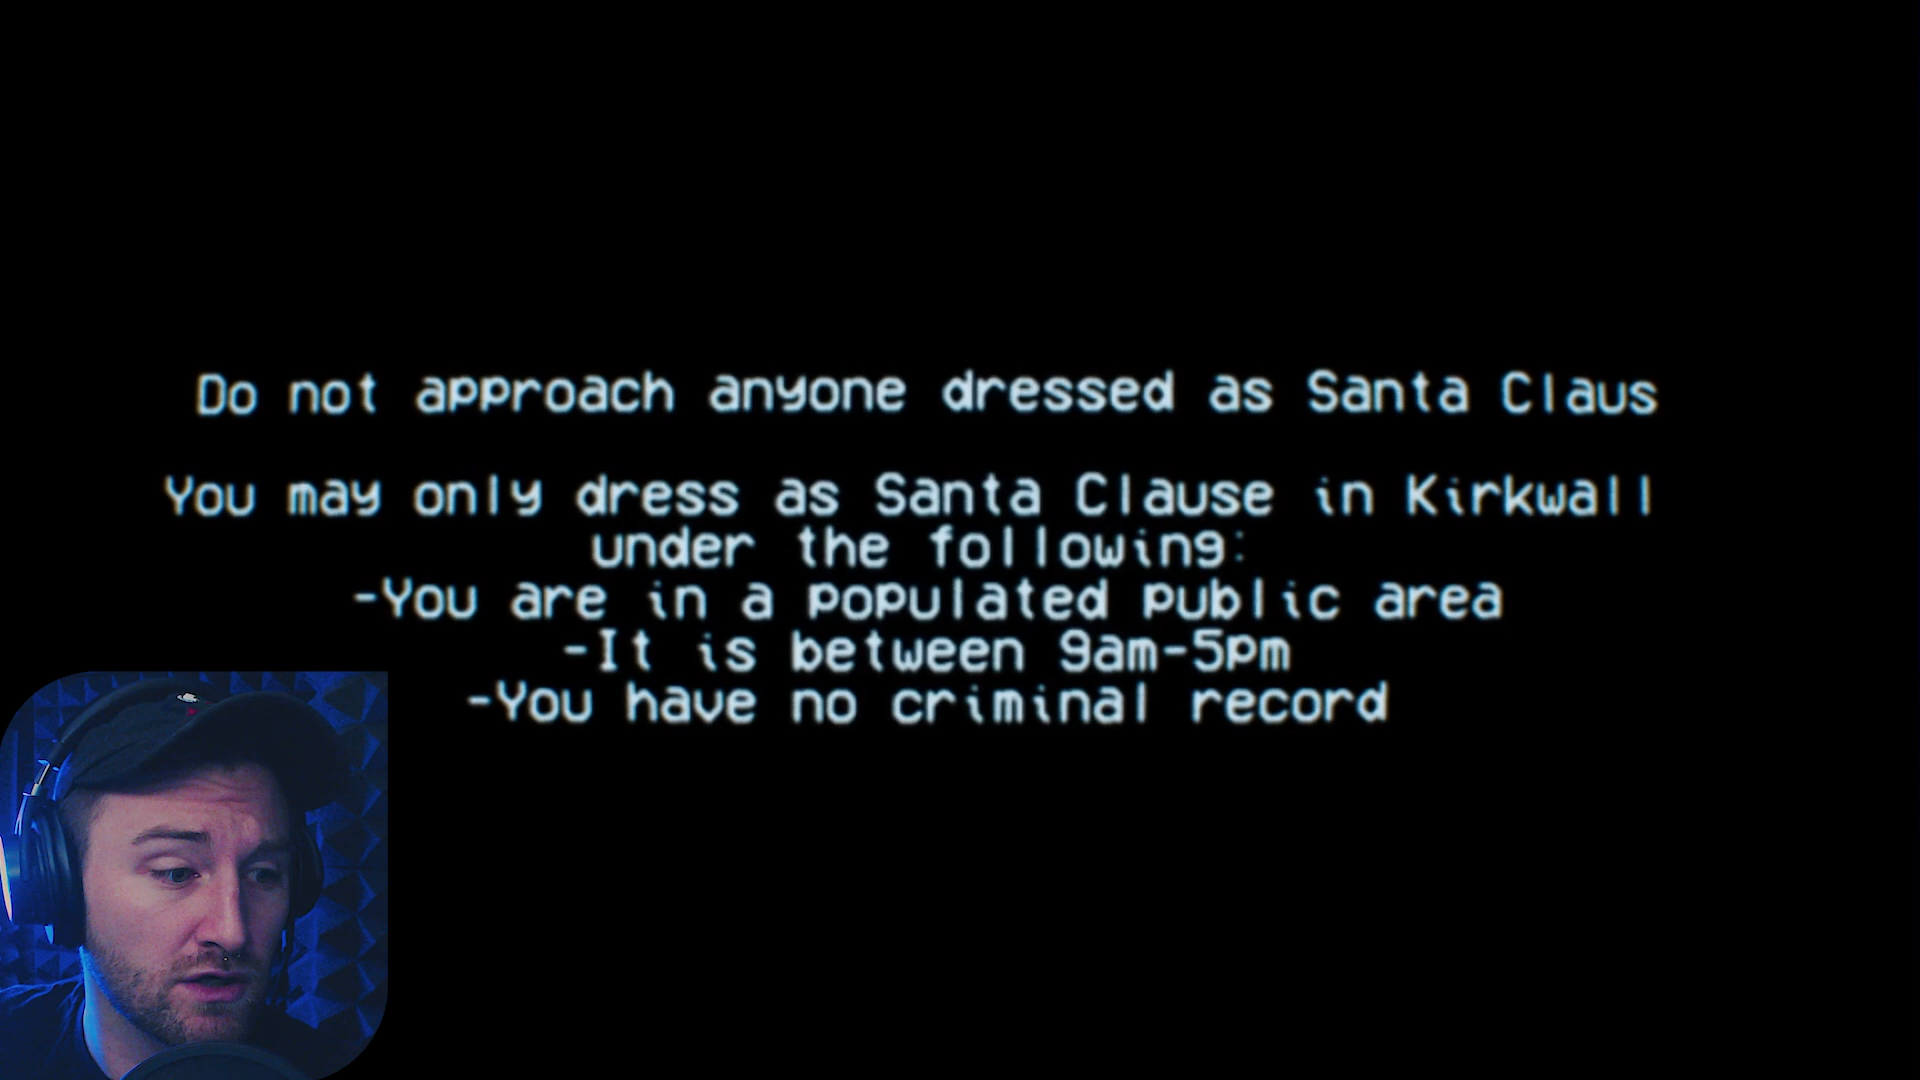 Do not approach anyone dressed as Santa Claus
You may only dress as Santa Clause in Kirkwall
under the following:
-You are in a populated public area
-It is between 9am-5pm
-You have no criminal record